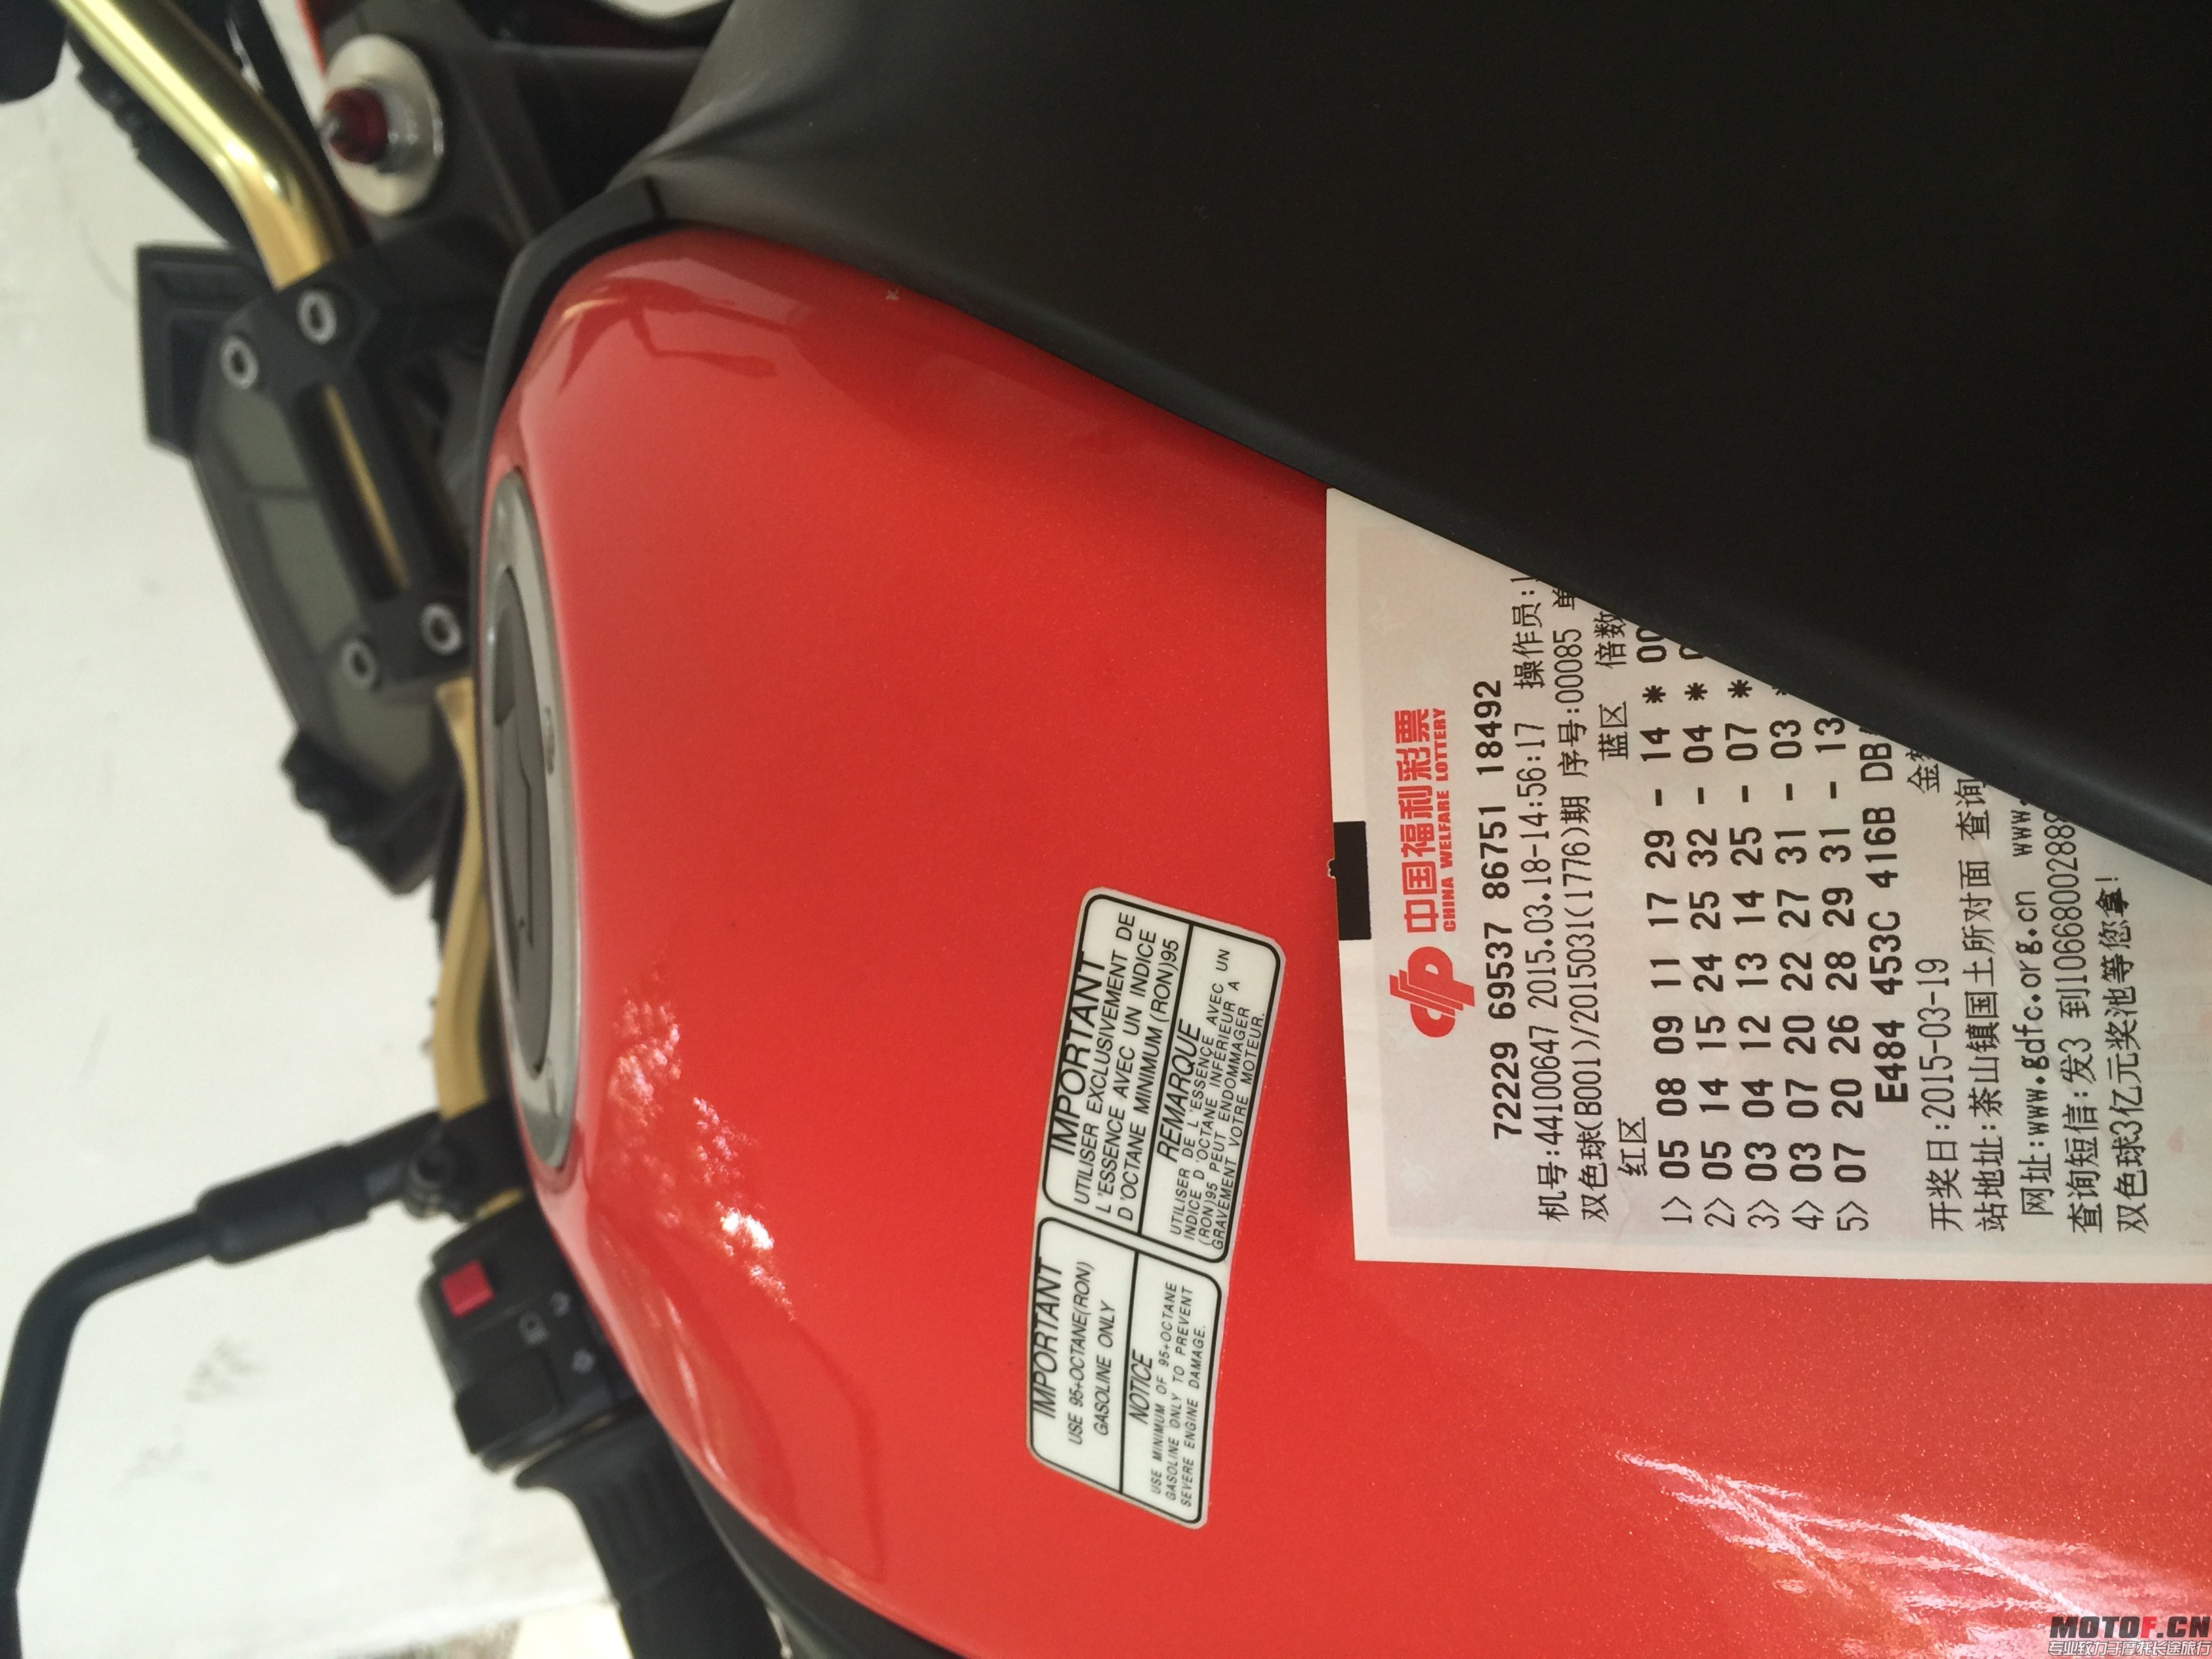 IMPORTANT
USE 95+OCTANE(RON)
GASOLINE ONLY
NOTICE
USE MINIMUM OF 95+OCTANE
GASOLINE ONLY TO PREVENT
SEVERE ENGINE DAMAGE.
IMPORTANT
UTILISER EXCLUSIVEMENT DE
L'ESSENCE AVEC UN INDICE
D'OCTANE MINIMUM (RON)95
REMARQUE
UTILISER DE L'ESSENCE AVEC UN
INDICE D'OCTANE INFÉRIEUR A
(RON)95 PEUT ENDOMMAGER
GRAVEMENT VOTRE MOTEUR.
中国福利彩票
CHINA WELFARE LOTTERY
72229 69537 86751 18492
机号:44100647 2015.03.18-14:56:17 操作员:
双色球(B001)/2015031(1776)期 序号:00085 单
红区 蓝区 倍数
1> 05 08 09 11 17 29 - 14 * 00
2> 05 14 15 24 25 32 - 04 *
3> 03 04 12 13 14 25 - 07 *
4> 03 07 20 22 27 31 - 03
5> 07 20 26 28 29 31 - 13
E484 453C 416B DB
开奖日:2015-03-19 金
站地址:茶山镇国土所对面 查询
网址:www.gdfc.org.cn www.
查询短信:发3 到10668002888
双色球3亿元奖池等您拿!
MOTOF.CN
专业致力于摩托长途旅行